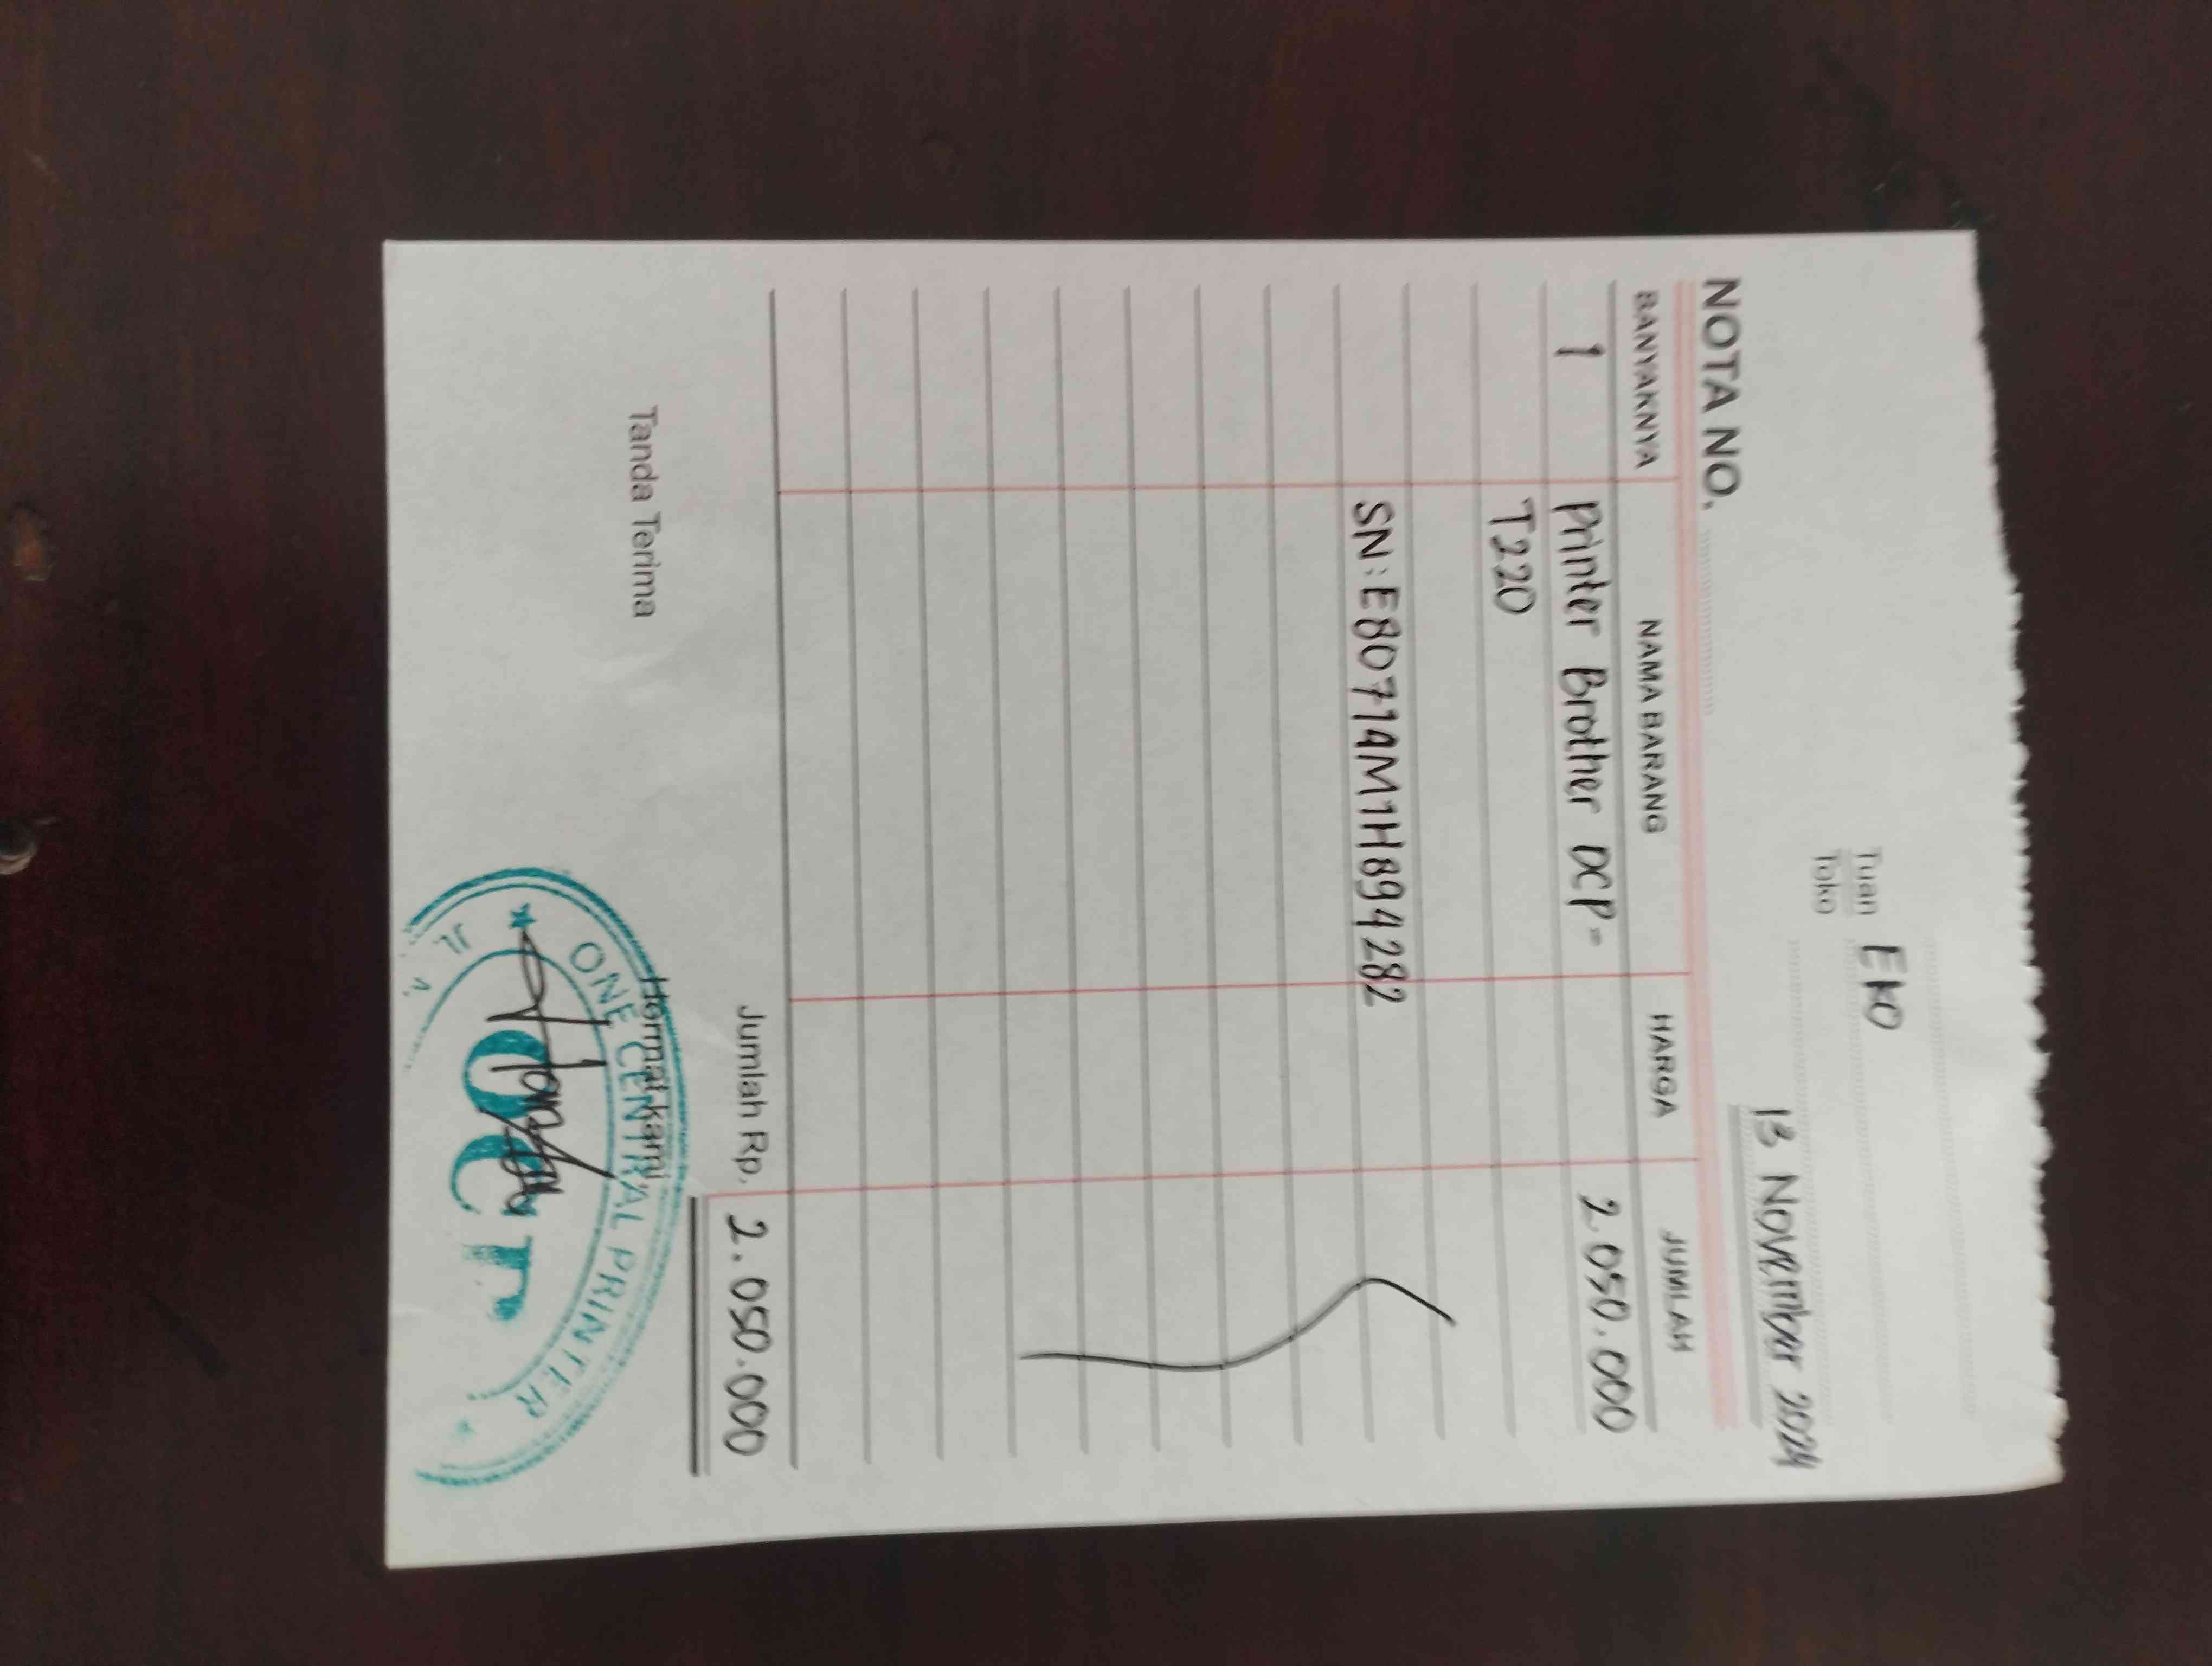 13 November 2024
Tuan EKO
Toko
NOTA NO.
BANYAKNYA NAMA BARANG HARGA JUMLAH
1 Printer Brother DCP- 2.050.000
T220
SN: E80714M1H894282
Jumlah Rp. 2.050.000
Tanda Terima Hormat kami,
ONE CENTRAL PRINTER
OCP
JL.